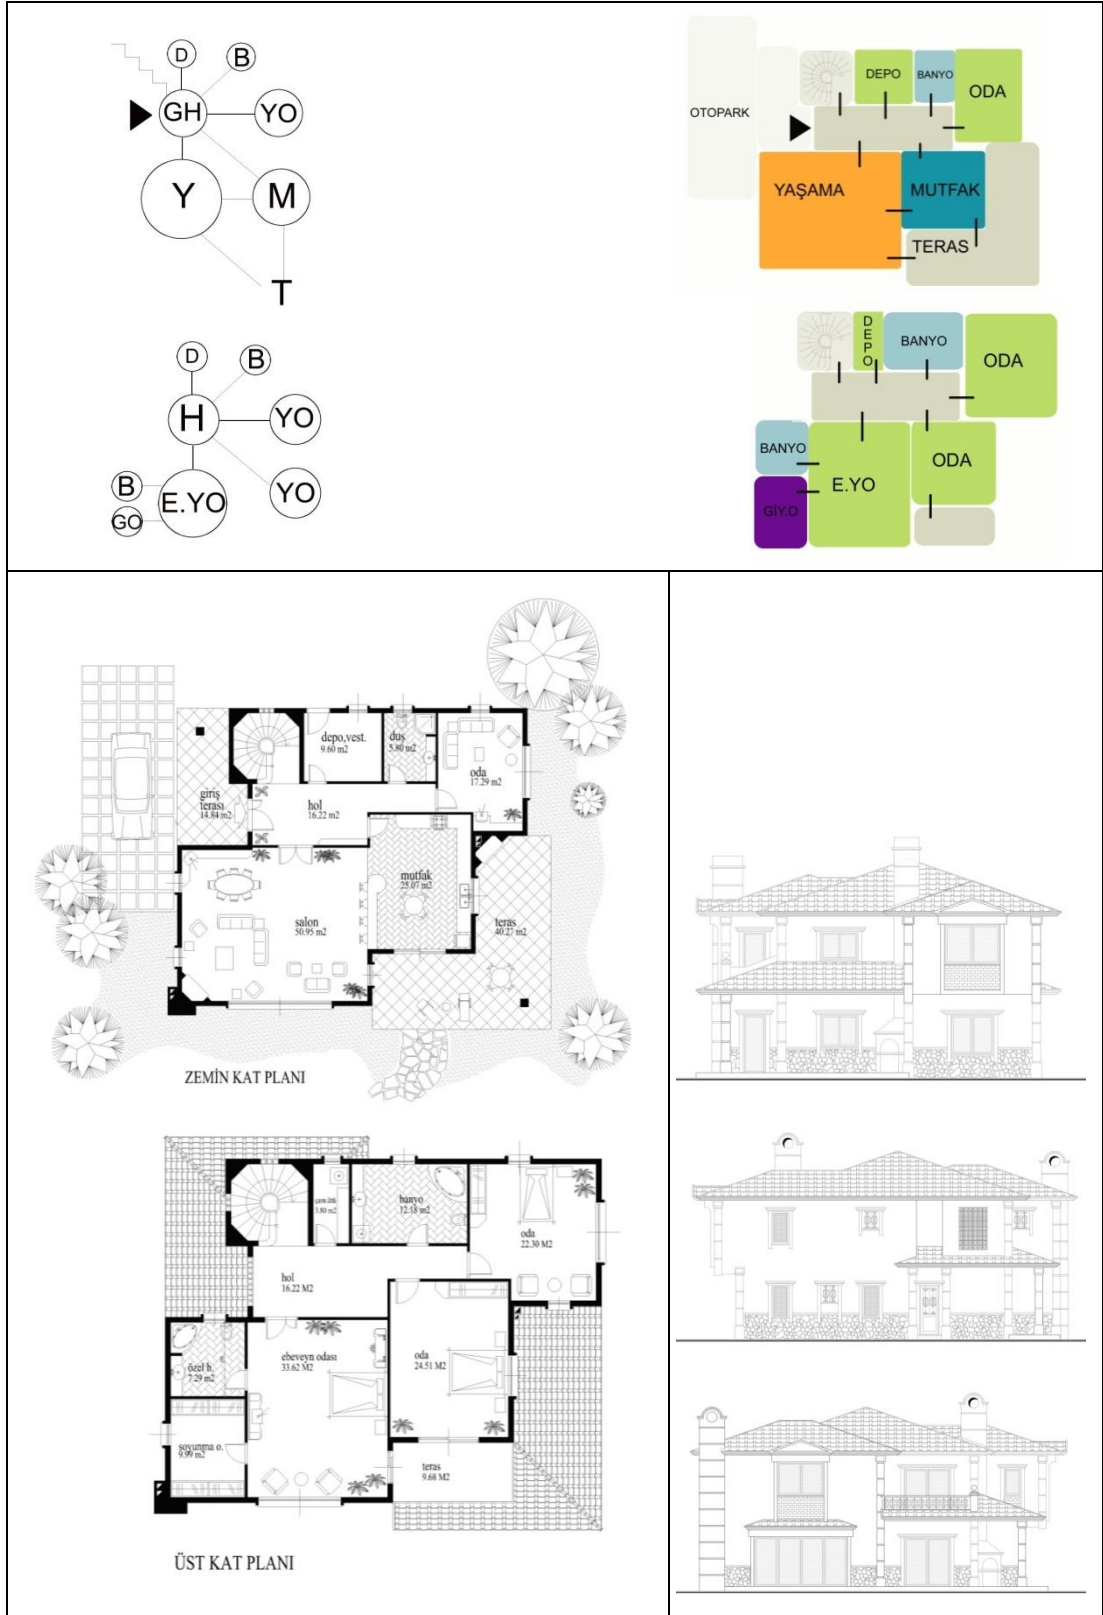 D
B
GH
YO
Y
M
T
D
B
H
YO
YO
B
E.YO
GO
OTOPARK
DEPO
BANYO
ODA
YAŞAMA
MUTFAK
TERAS
DEPO
BANYO
ODA
BANYO
E.YO
ODA
GİY.O
depo,vest.
9.60 m2
duş
5.80 m2
oda
17.29 m2
giriş
terası
14.84 m2
hol
16.22 m2
mutfak
25.07 m2
salon
50.95 m2
teras
40.27 m2
ZEMİN KAT PLANI
3.80 m2
banyo
12.18 m2
oda
22.30 M2
hol
16.22 M2
özel b.
7.29 m2
ebeveyn odası
33.62 M2
oda
24.51 M2
soyunma o.
9.99 m2
teras
9.68 M2
ÜST KAT PLANI